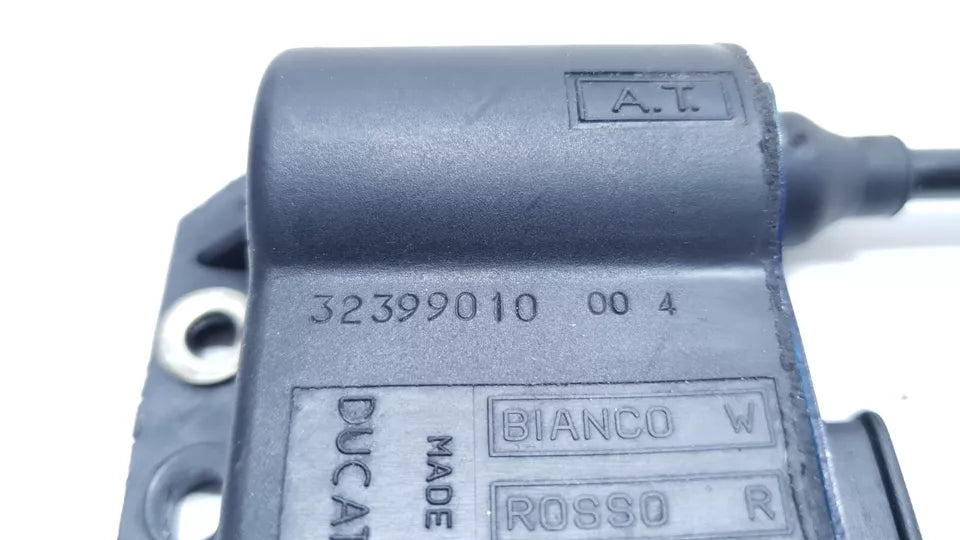 A.T.
32399010 00 4
BIANCO W
ROSSO R
DUCAT
MADE